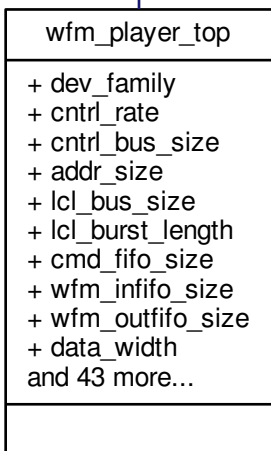 wfm_player_top
+ dev_family
+ cntrl_rate
+ cntrl_bus_size
+ addr_size
+ lcl_bus_size
+ lcl_burst_length
+ cmd_fifo_size
+ wfm_infifo_size
+ wfm_outfifo_size
+ data_width
and 43 more...